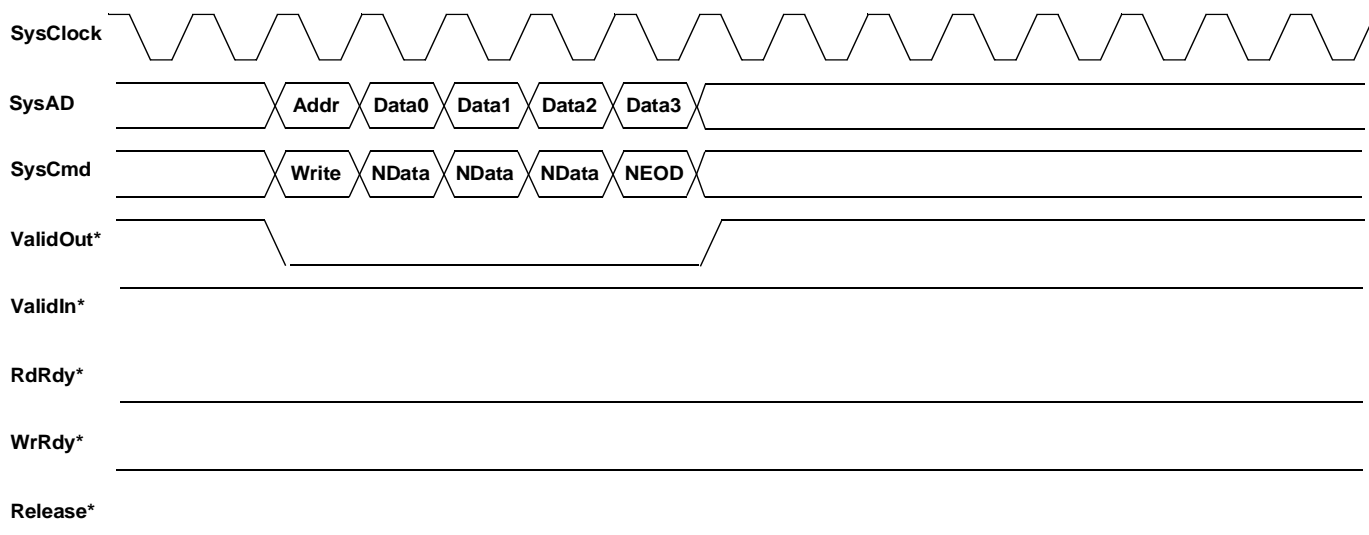 SysClock
SysAD Addr Data0 Data1 Data2 Data3
SysCmd Write NData NData NData NEOD
ValidOut*
ValidIn*
RdRdy*
WrRdy*
Release*